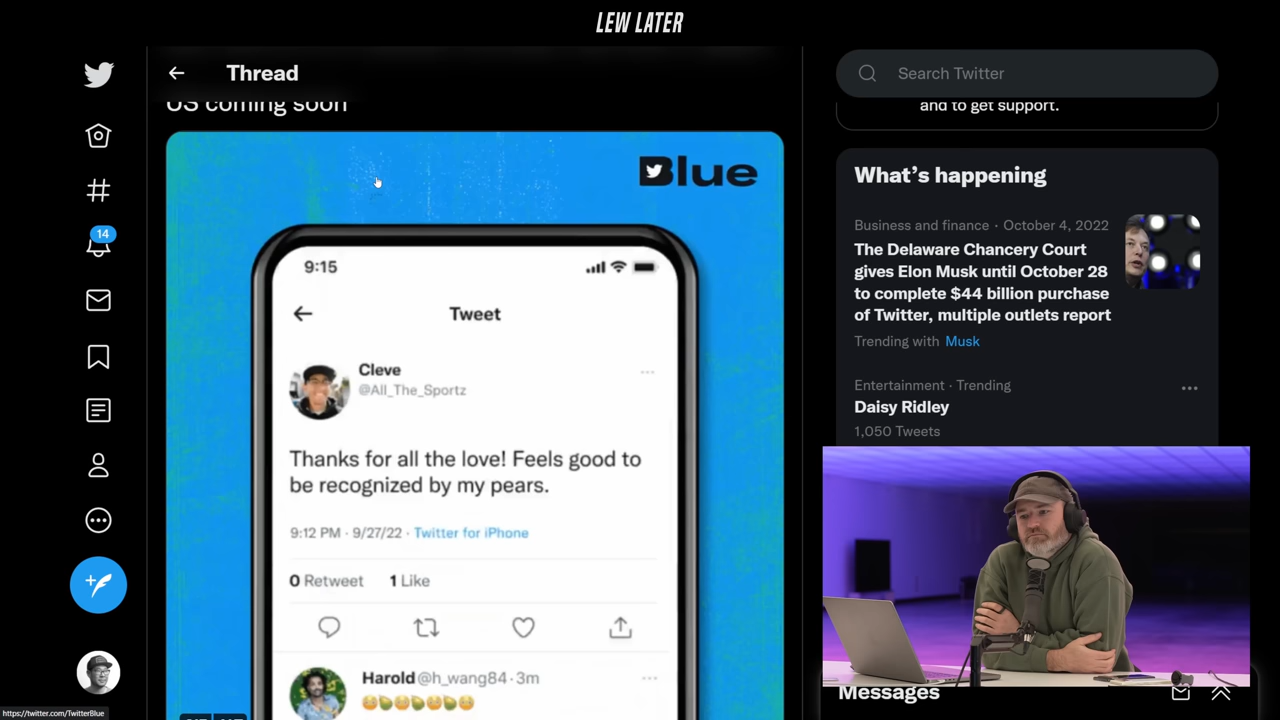 LEW LATER
Thread
Search Twitter
US coming soon
and to get support.
Blue
What's happening
14
Business and finance · October 4, 2022
The Delaware Chancery Court
gives Elon Musk until October 28
to complete $44 billion purchase
of Twitter, multiple outlets report
Trending with Musk
9:15
Tweet
Cleve
@All_The_Sportz
Entertainment · Trending
Daisy Ridley
1,050 Tweets
Thanks for all the love! Feels good to
be recognized by my pears.
9:12 PM · 9/27/22 · Twitter for iPhone
0 Retweet 1 Like
Harold @h_wang84 · 3m
Messages
https://twitter.com/TwitterBlue